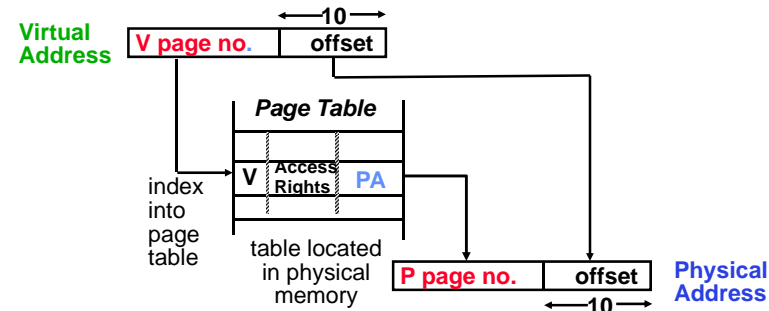 10
Virtual
Address
V page no.
offset
Page Table
V
Access
Rights
PA
index
into
page
table
table located
in physical
memory
P page no.
offset
Physical
Address
10